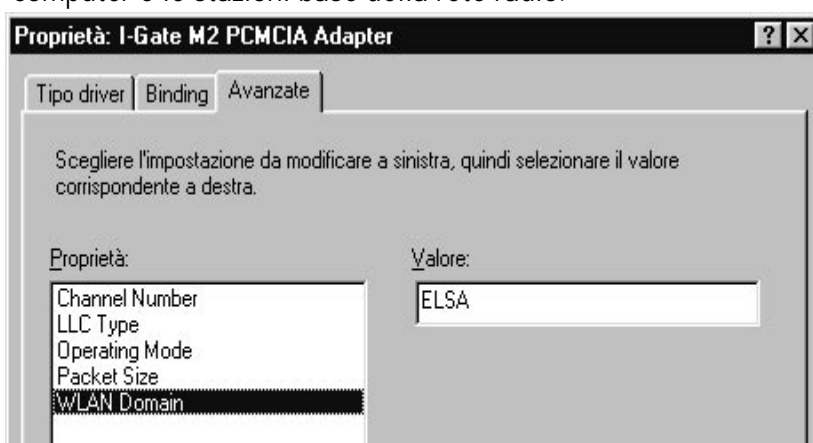 computer e le stazioni base della rete radio.
Proprietà: I-Gate M2 PCMCIA Adapter
Tipo driver Binding Avanzate
Scegliere l'impostazione da modificare a sinistra, quindi selezionare il valore
corrispondente a destra.
Proprietà: Valore:
Channel Number ELSA
LLC Type
Operating Mode
Packet Size
WLAN Domain